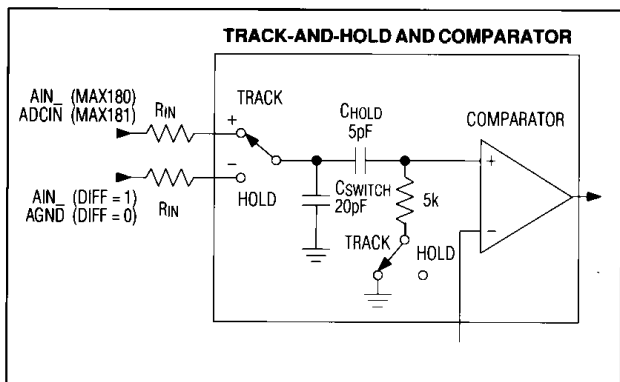 TRACK-AND-HOLD AND COMPARATOR
AIN_ (MAX180)
ADCIN (MAX181)
RIN
TRACK
+
CHOLD
5pF
COMPARATOR
+
−
AIN_ (DIFF = 1)
AGND (DIFF = 0)
RIN
HOLD
CSWITCH
20pF
5k
TRACK
HOLD
−